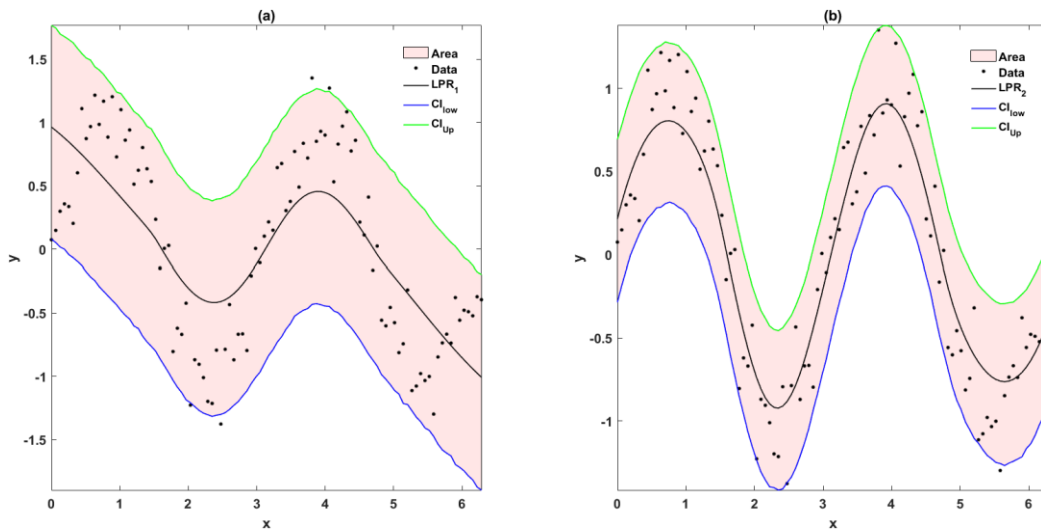 (a)
1.5
1
0.5
0
-0.5
-1
-1.5
y
0 1 2 3 4 5 6
x
Area
Data
LPR1
CIlow
CIUp
(b)
1
0.5
0
-0.5
-1
y
0 1 2 3 4 5 6
x
Area
Data
LPR2
CIlow
CIUp